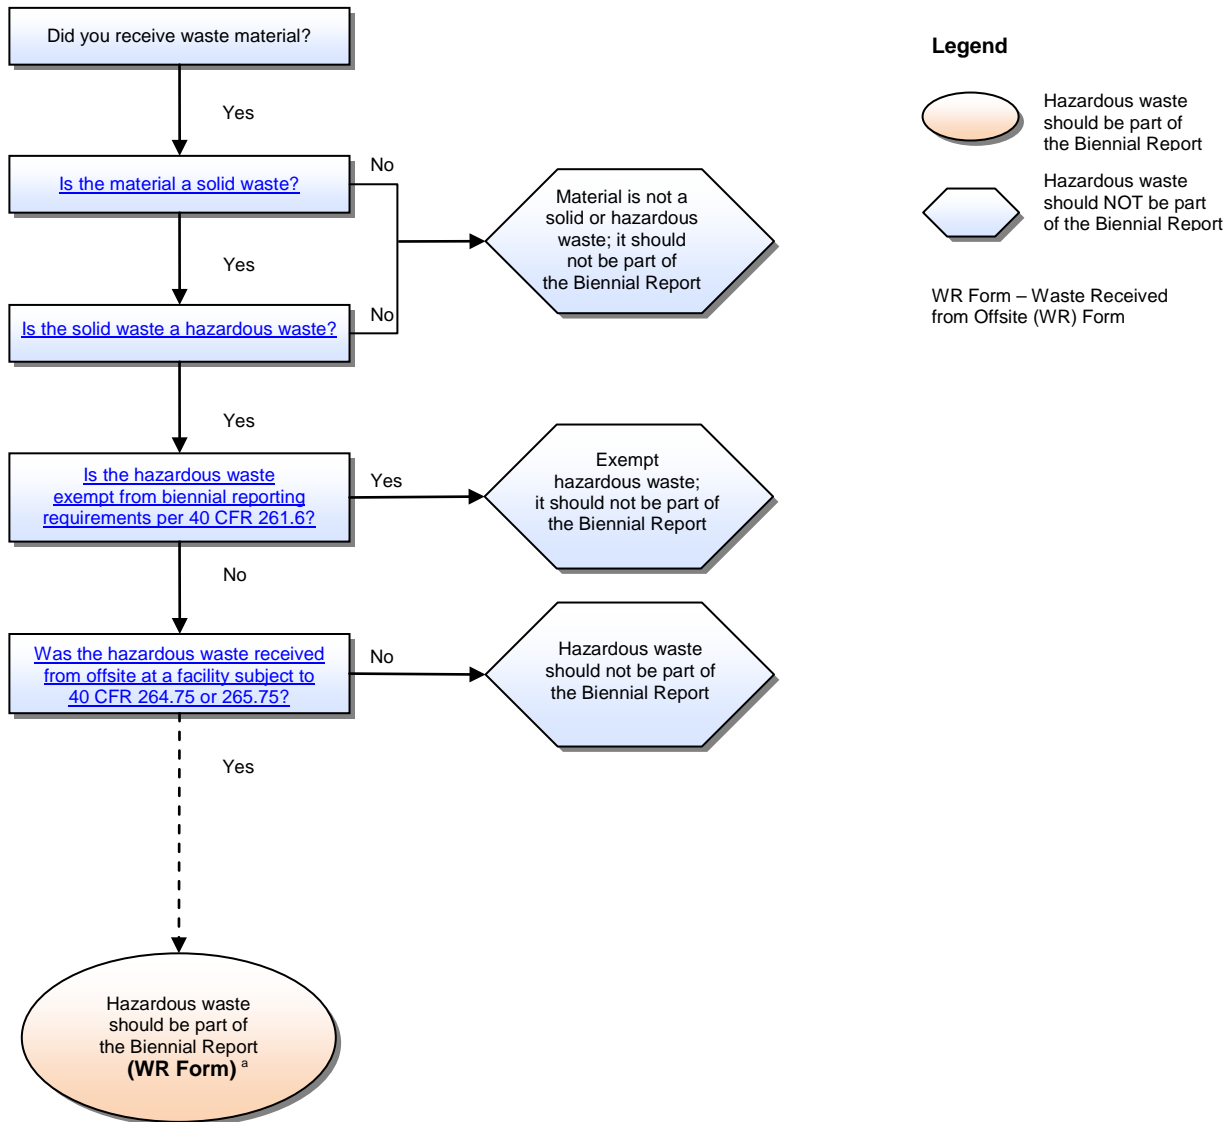 Did you receive waste material?
Yes
Is the material a solid waste?
No
Material is not a
solid or hazardous
waste; it should
not be part of
the Biennial Report
Yes
Is the solid waste a hazardous waste?
No
Yes
Is the hazardous waste
exempt from biennial reporting
requirements per 40 CFR 261.6?
Yes
Exempt
hazardous waste;
it should not be part of
the Biennial Report
No
Was the hazardous waste received
from offsite at a facility subject to
40 CFR 264.75 or 265.75?
No
Hazardous waste
should not be part of
the Biennial Report
Yes
Hazardous waste
should be part of
the Biennial Report
(WR Form) a
Legend
Hazardous waste
should be part of
the Biennial Report
Hazardous waste
should NOT be part
of the Biennial Report
WR Form – Waste Received
from Offsite (WR) Form